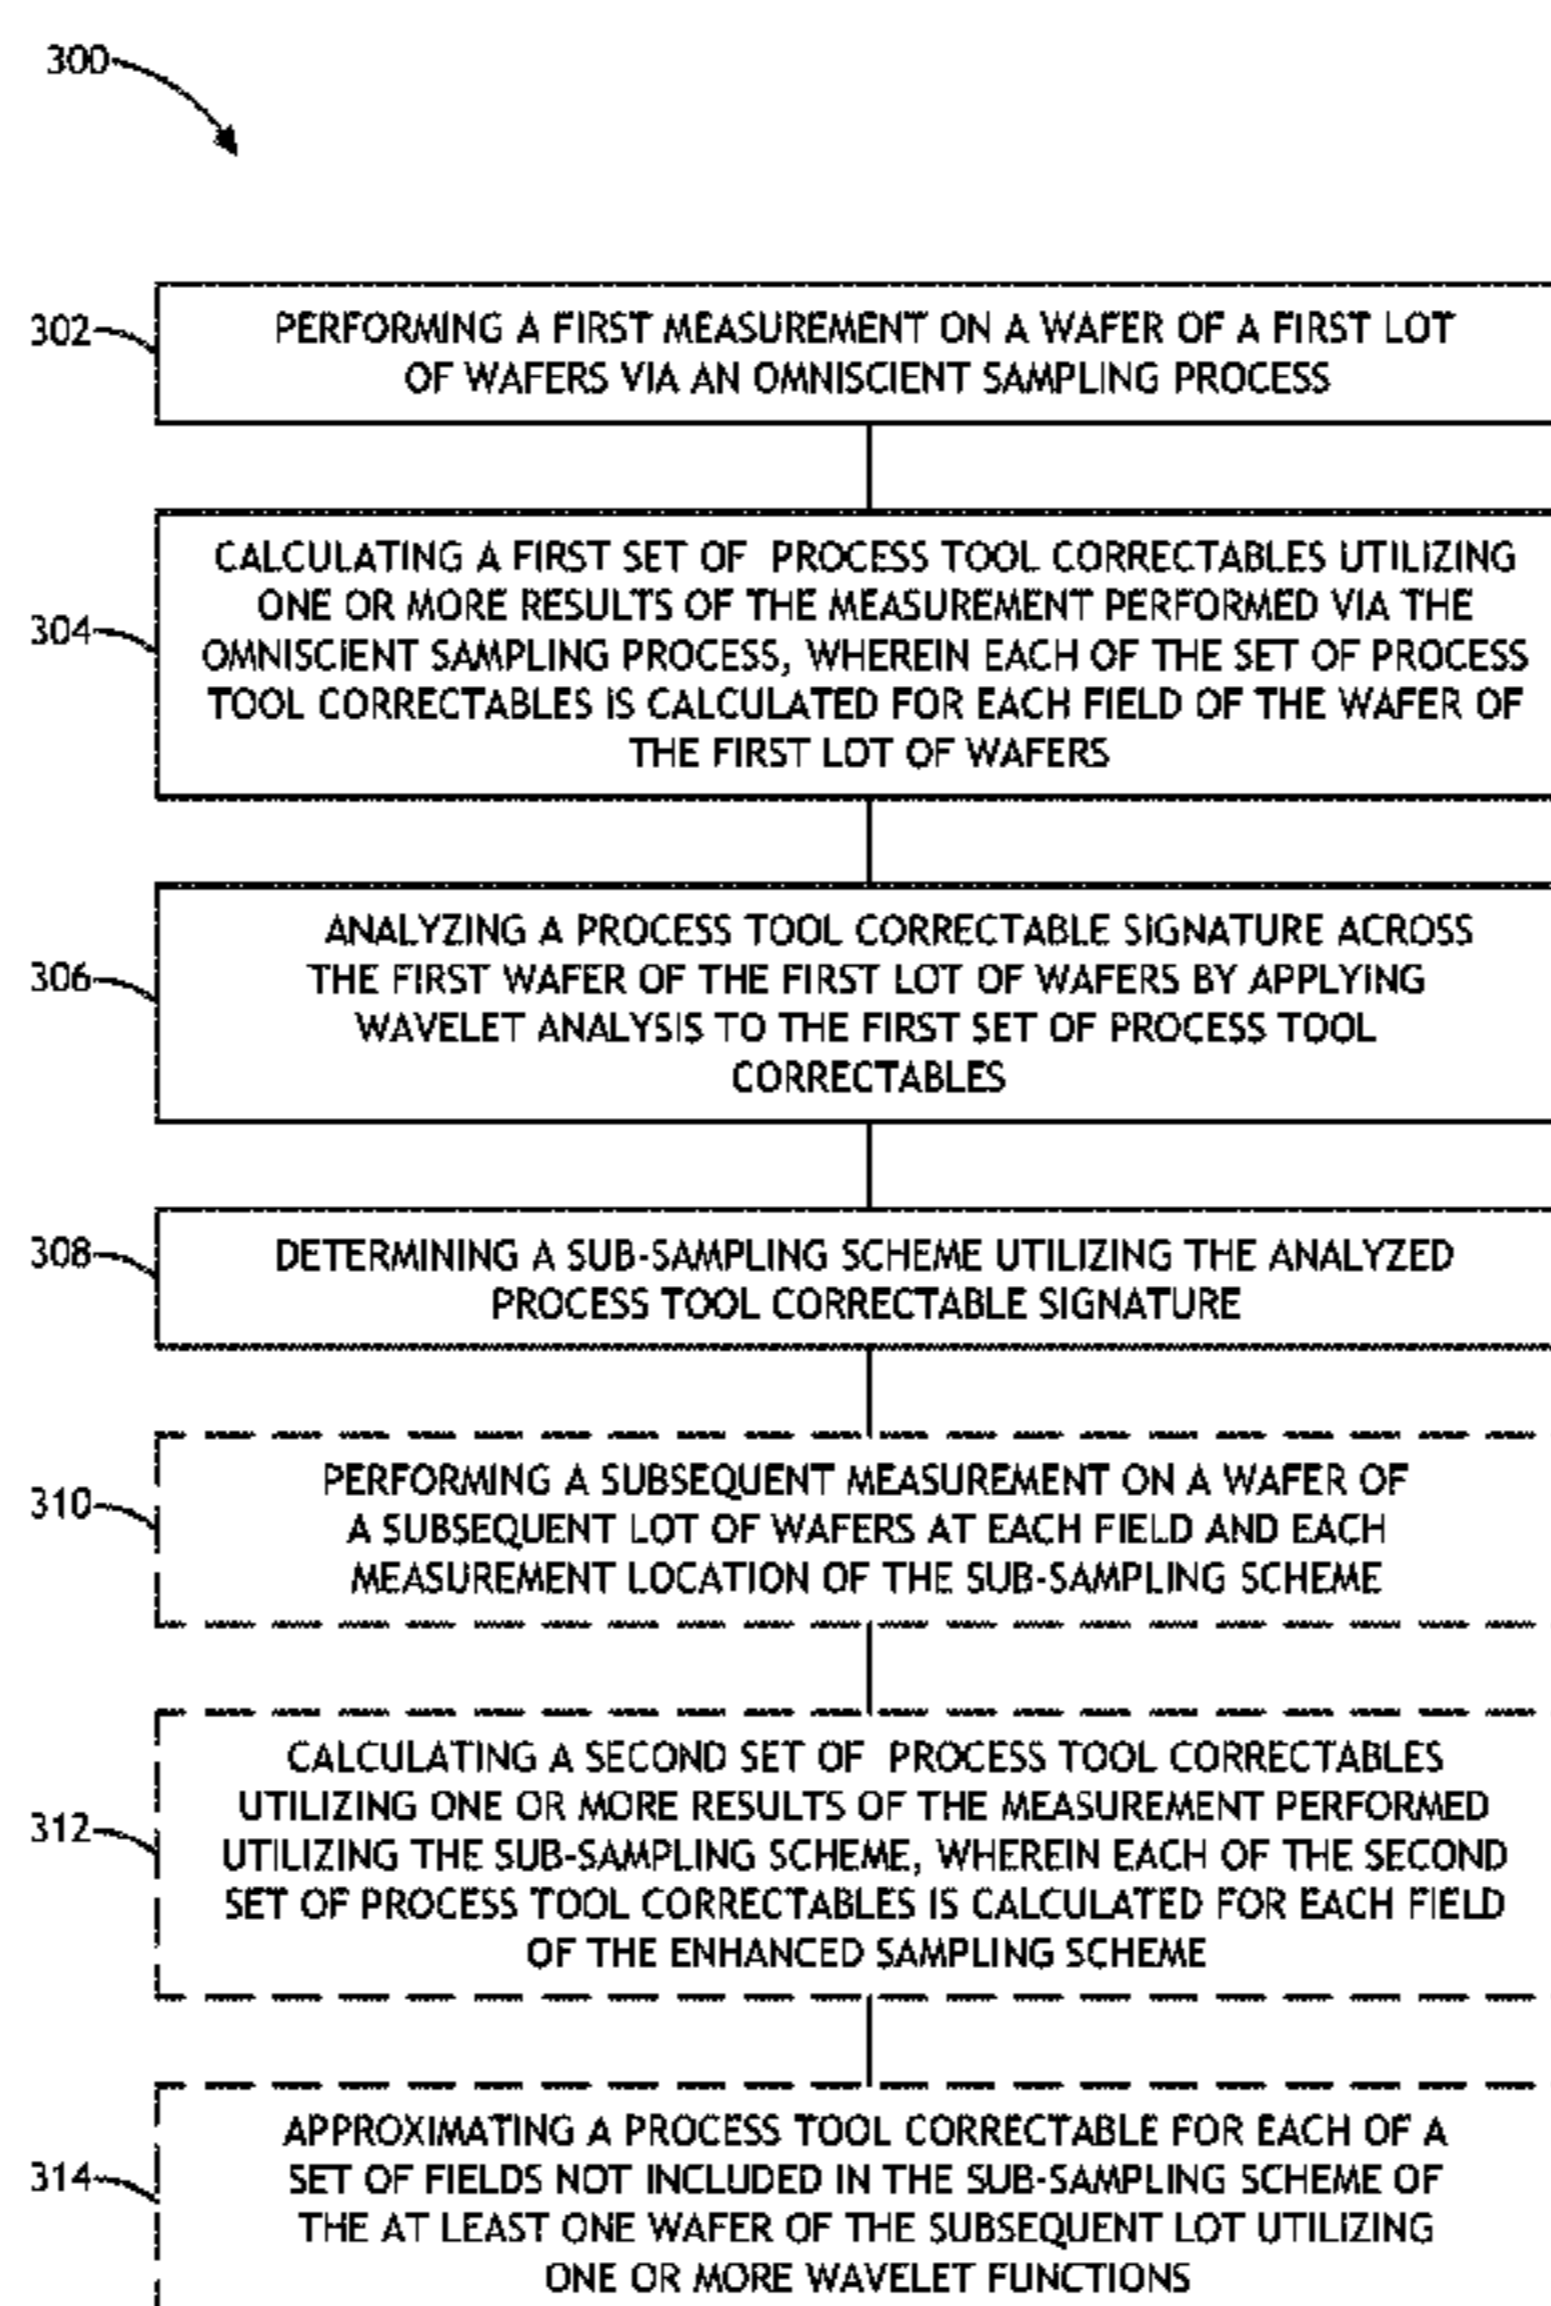 300
302
PERFORMING A FIRST MEASUREMENT ON A WAFER OF A FIRST LOT
OF WAFERS VIA AN OMNISCIENT SAMPLING PROCESS
304
CALCULATING A FIRST SET OF PROCESS TOOL CORRECTABLES UTILIZING
ONE OR MORE RESULTS OF THE MEASUREMENT PERFORMED VIA THE
OMNISCIENT SAMPLING PROCESS, WHEREIN EACH OF THE SET OF PROCESS
TOOL CORRECTABLES IS CALCULATED FOR EACH FIELD OF THE WAFER OF
THE FIRST LOT OF WAFERS
306
ANALYZING A PROCESS TOOL CORRECTABLE SIGNATURE ACROSS
THE FIRST WAFER OF THE FIRST LOT OF WAFERS BY APPLYING
WAVELET ANALYSIS TO THE FIRST SET OF PROCESS TOOL
CORRECTABLES
308
DETERMINING A SUB-SAMPLING SCHEME UTILIZING THE ANALYZED
PROCESS TOOL CORRECTABLE SIGNATURE
310
PERFORMING A SUBSEQUENT MEASUREMENT ON A WAFER OF
A SUBSEQUENT LOT OF WAFERS AT EACH FIELD AND EACH
MEASUREMENT LOCATION OF THE SUB-SAMPLING SCHEME
312
CALCULATING A SECOND SET OF PROCESS TOOL CORRECTABLES
UTILIZING ONE OR MORE RESULTS OF THE MEASUREMENT PERFORMED
UTILIZING THE SUB-SAMPLING SCHEME, WHEREIN EACH OF THE SECOND
SET OF PROCESS TOOL CORRECTABLES IS CALCULATED FOR EACH FIELD
OF THE ENHANCED SAMPLING SCHEME
314
APPROXIMATING A PROCESS TOOL CORRECTABLE FOR EACH OF A
SET OF FIELDS NOT INCLUDED IN THE SUB-SAMPLING SCHEME OF
THE AT LEAST ONE WAFER OF THE SUBSEQUENT LOT UTILIZING
ONE OR MORE WAVELET FUNCTIONS